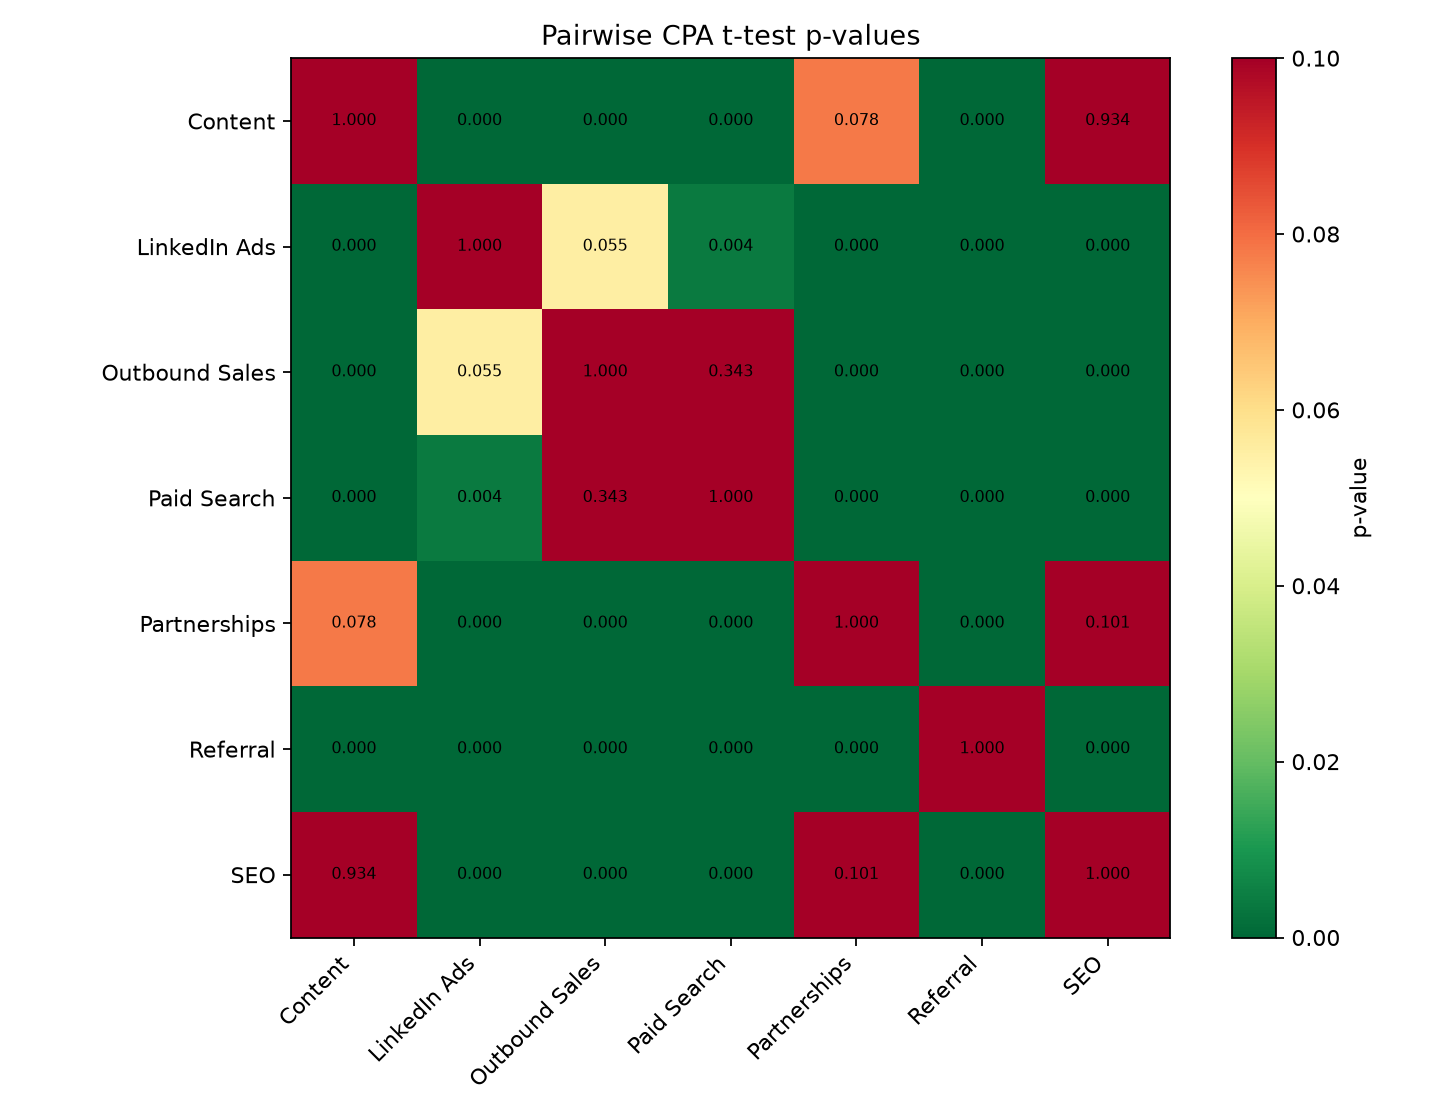 Pairwise CPA t-test p-values
Content 1.000 0.000 0.000 0.000 0.078 0.000 0.934
LinkedIn Ads 0.000 1.000 0.055 0.004 0.000 0.000 0.000
Outbound Sales 0.000 0.055 1.000 0.343 0.000 0.000 0.000
Paid Search 0.000 0.004 0.343 1.000 0.000 0.000 0.000
Partnerships 0.078 0.000 0.000 0.000 1.000 0.000 0.101
Referral 0.000 0.000 0.000 0.000 0.000 1.000 0.000
SEO 0.934 0.000 0.000 0.000 0.101 0.000 1.000
Content
LinkedIn Ads
Outbound Sales
Paid Search
Partnerships
Referral
SEO
0.10
0.08
0.06
0.04
0.02
0.00
p-value